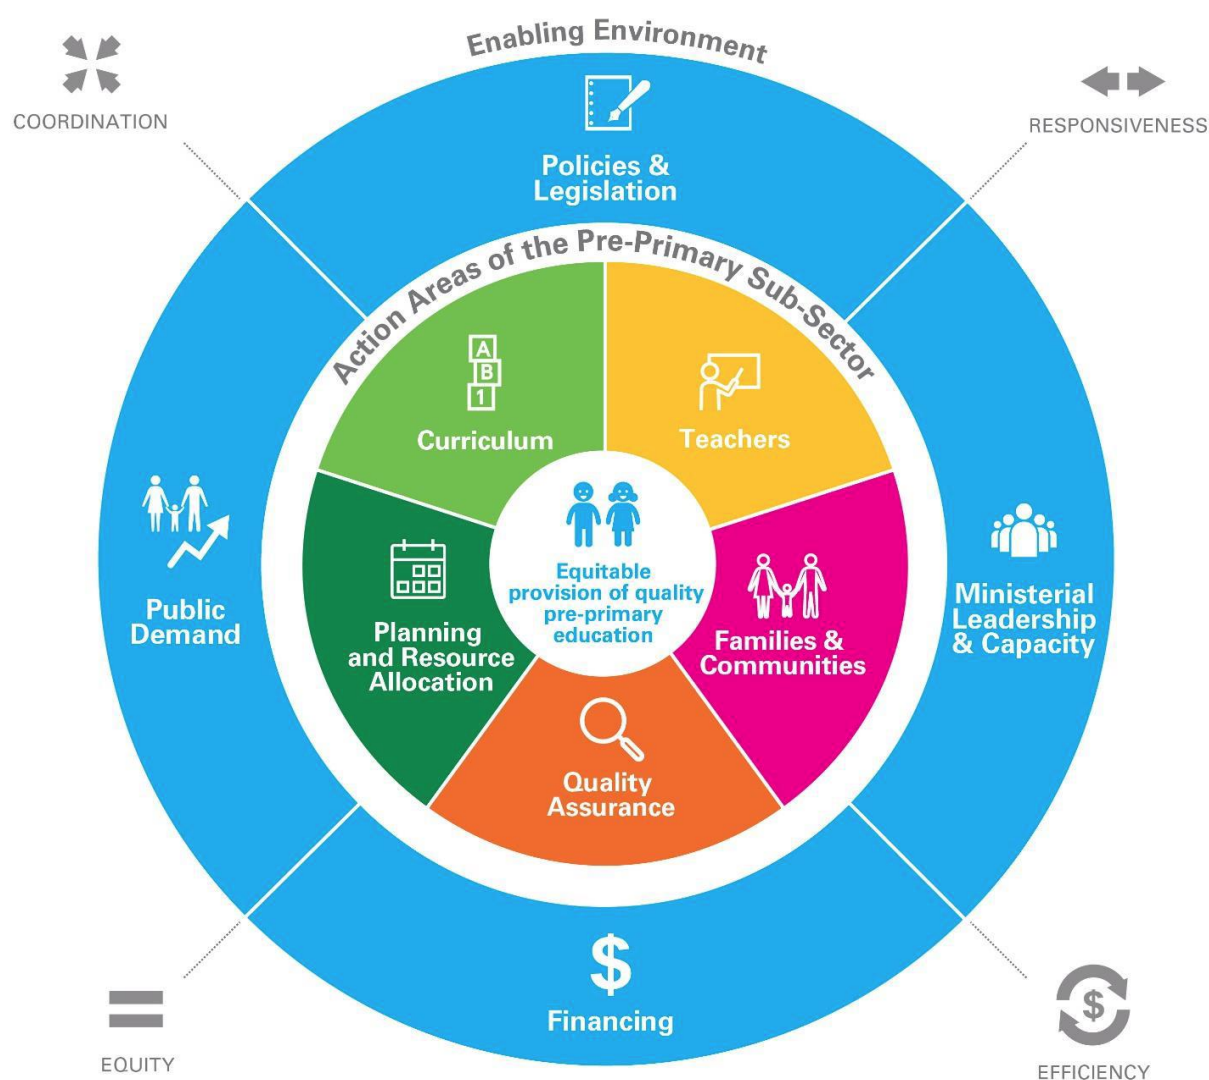 Enabling Environment
COORDINATION
RESPONSIVENESS
Policies &
Legislation
Action Areas of the Pre-Primary Sub-Sector
A
B
1
Curriculum
Teachers
Public
Demand
Planning
and Resource
Allocation
Equitable
provision of quality
pre-primary
education
Families &
Communities
Ministerial
Leadership
& Capacity
Quality
Assurance
$
Financing
EQUITY
$
EFFICIENCY